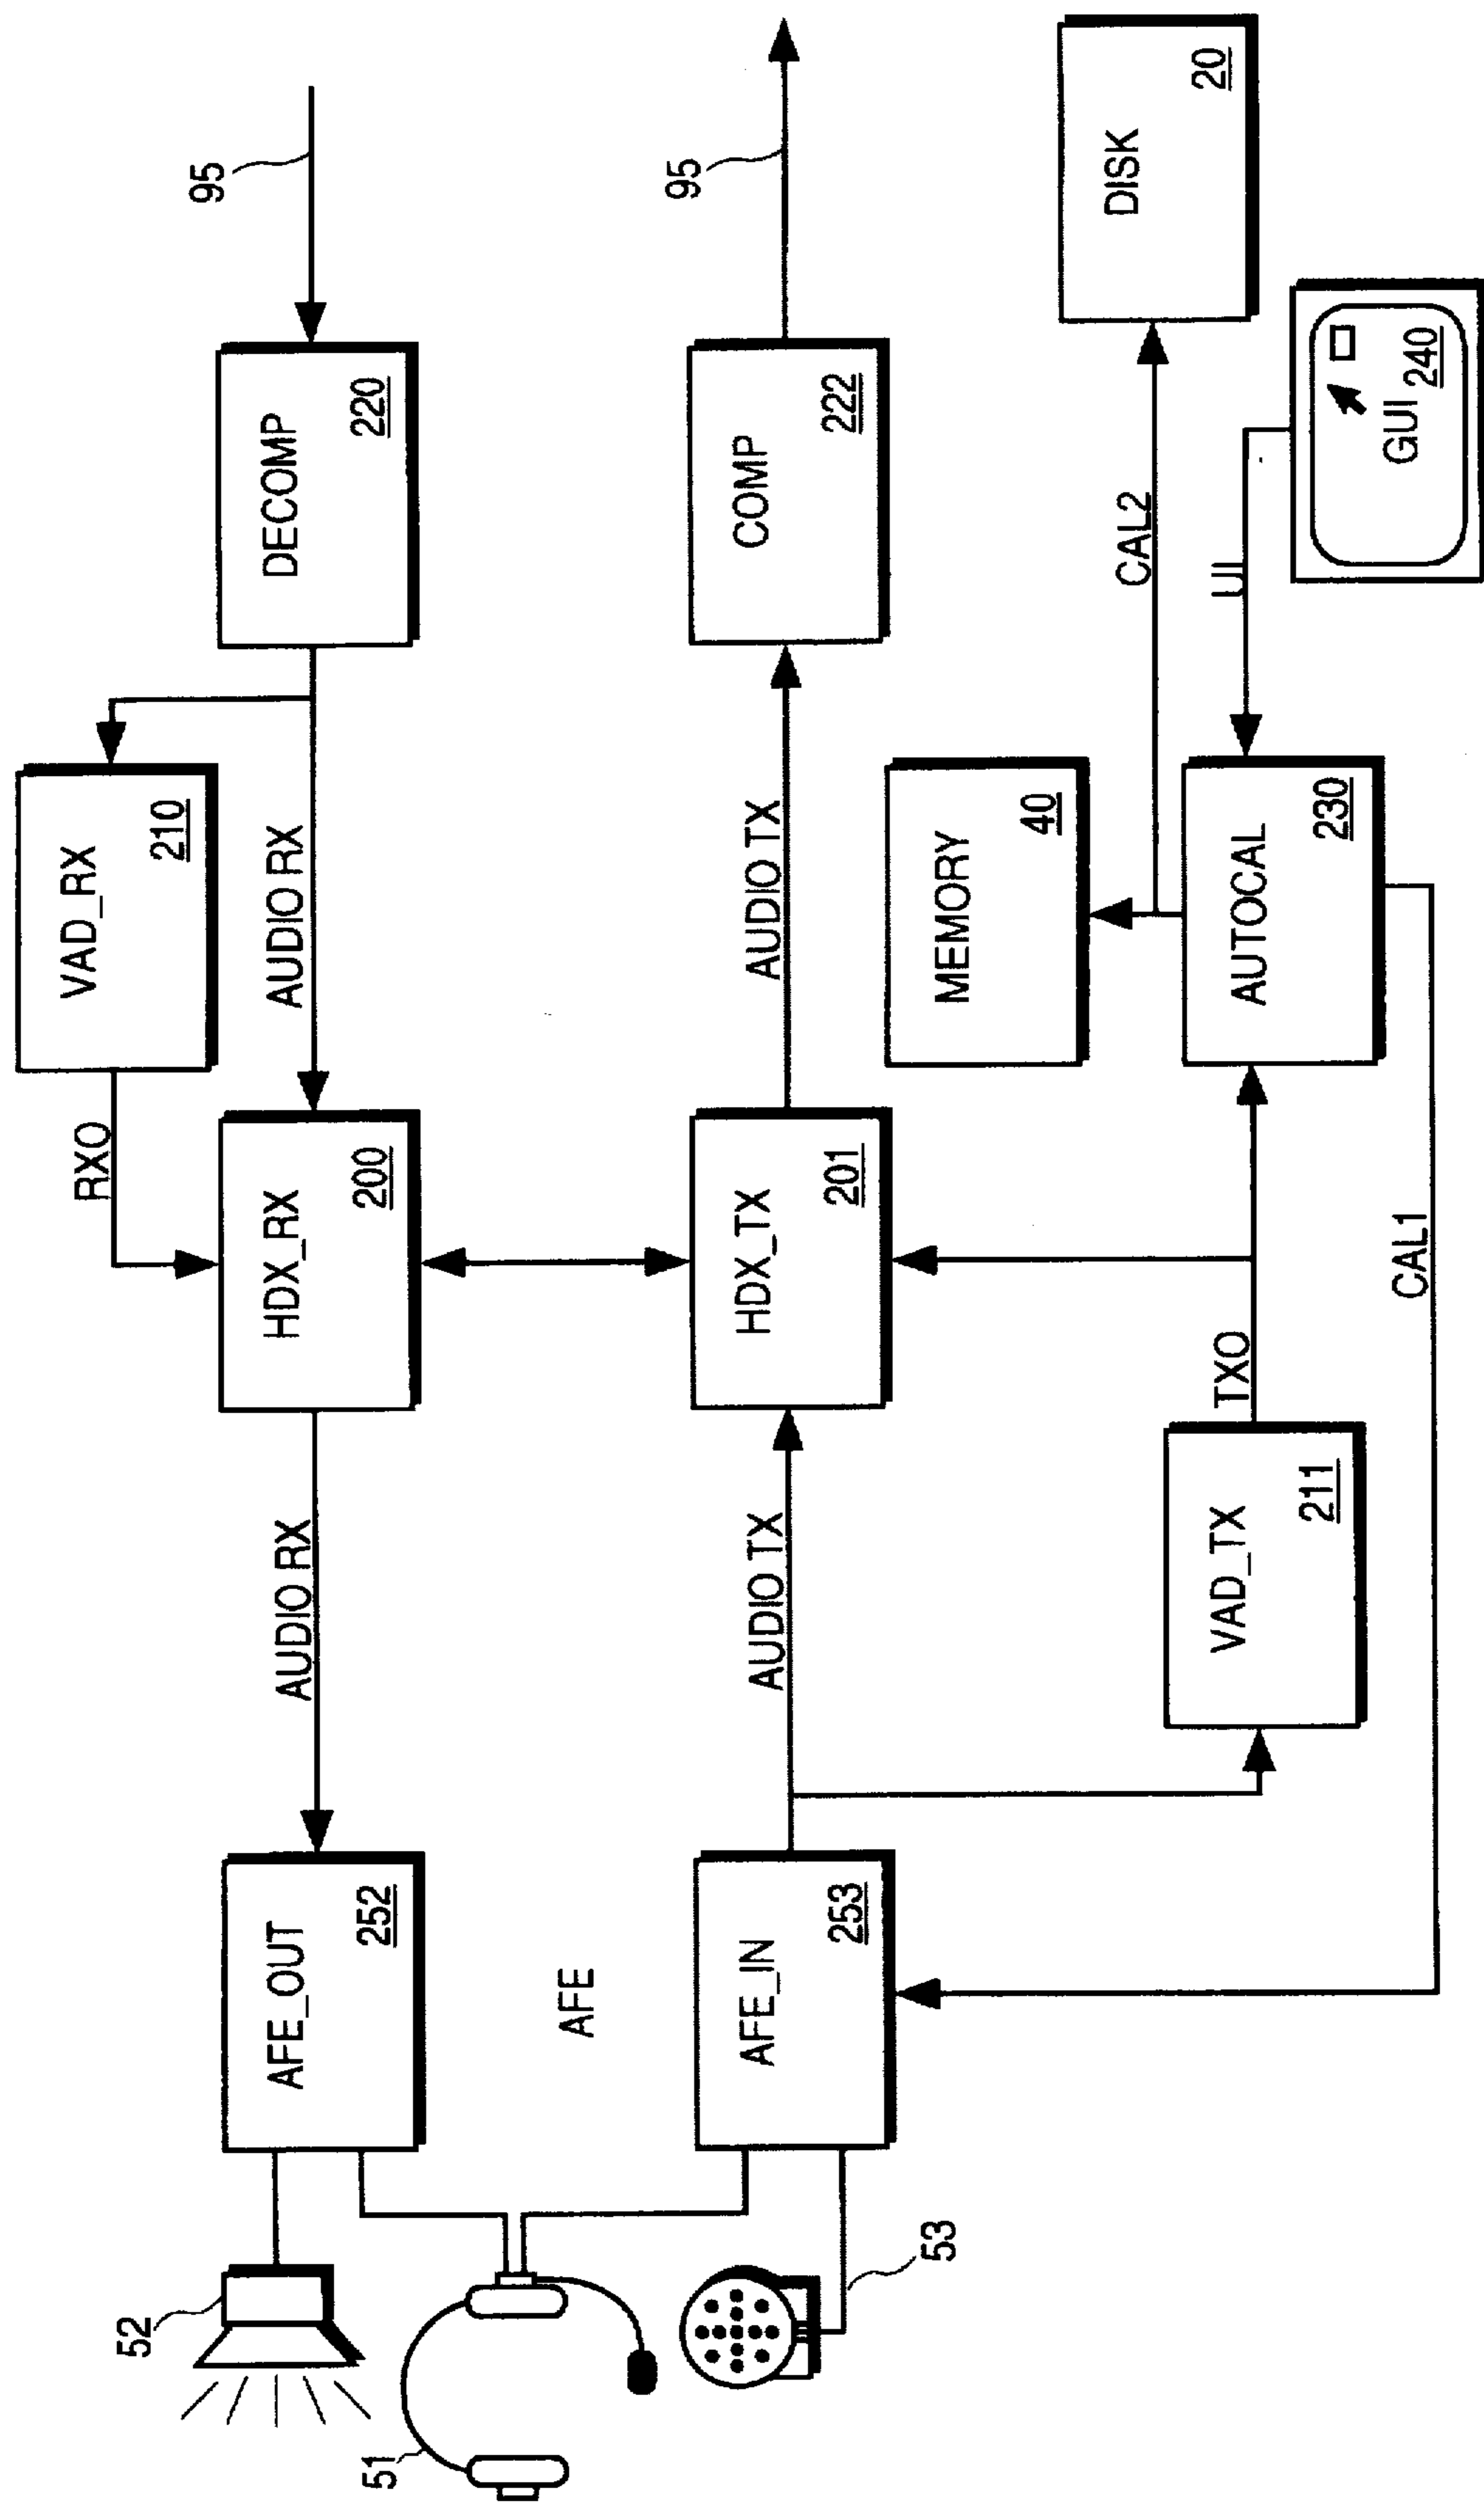 VAD_RX
210
RXO
52
95
AFE_OUT
252
AUDIO RX
HDX_RX
200
AUDIO RX
DECOMP
220
51
AFE
53
AFE_IN
253
AUDIO TX
HDX_TX
201
AUDIO TX
COMP
222
95
MEMORY
40
CAL2
DISK
20
VAD_TX
211
TXO
AUTOCAL
230
UI
GUI
240
CAL1